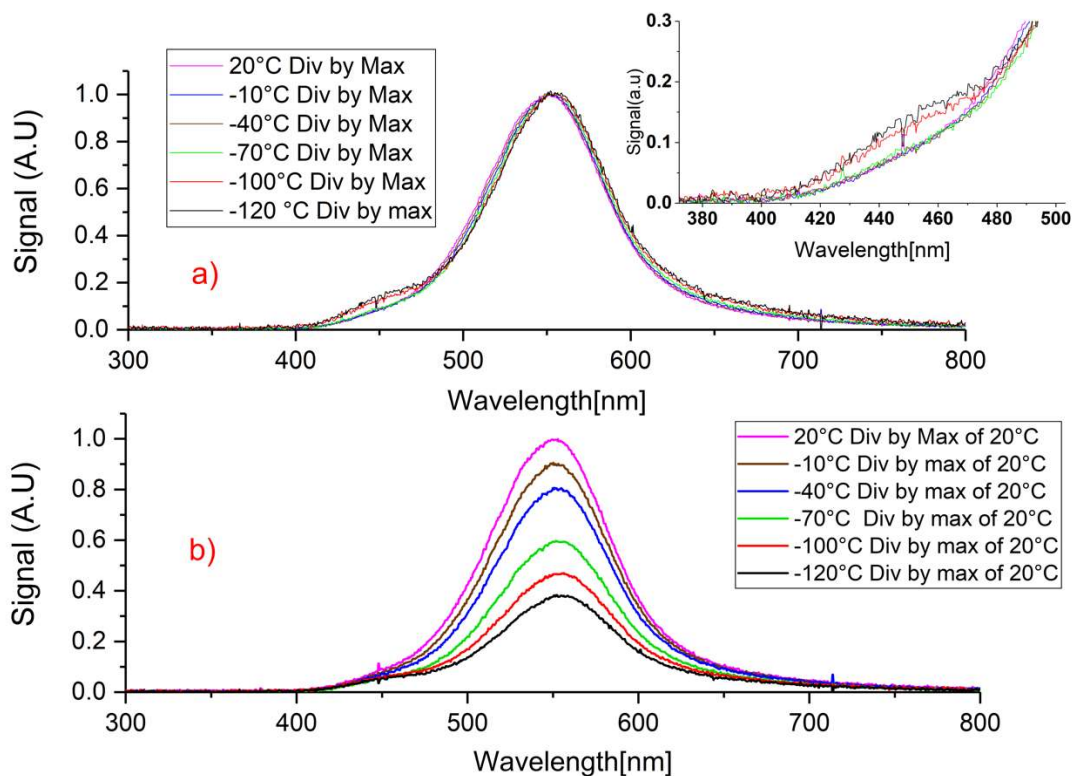 20°C Div by Max
-10°C Div by Max
-40°C Div by Max
-70°C Div by Max
-100°C Div by Max
-120 °C Div by max
Signal (A.U)
1.0
0.8
0.6
0.4
0.2
0.0
a)
300 400 500 600 700 800
Wavelength[nm]
Signal(a.u)
0.3
0.2
0.1
0.0
380 400 420 440 460 480 500
Wavelength[nm]
Signal (A.U)
1.0
0.8
0.6
0.4
0.2
0.0
b)
20°C Div by Max of 20°C
-10°C Div by max of 20°C
-40°C Div by max of 20°C
-70°C  Div by max of 20°C
-100°C Div by max of 20°C
-120°C Div by max of 20°C
300 400 500 600 700 800
Wavelength[nm]